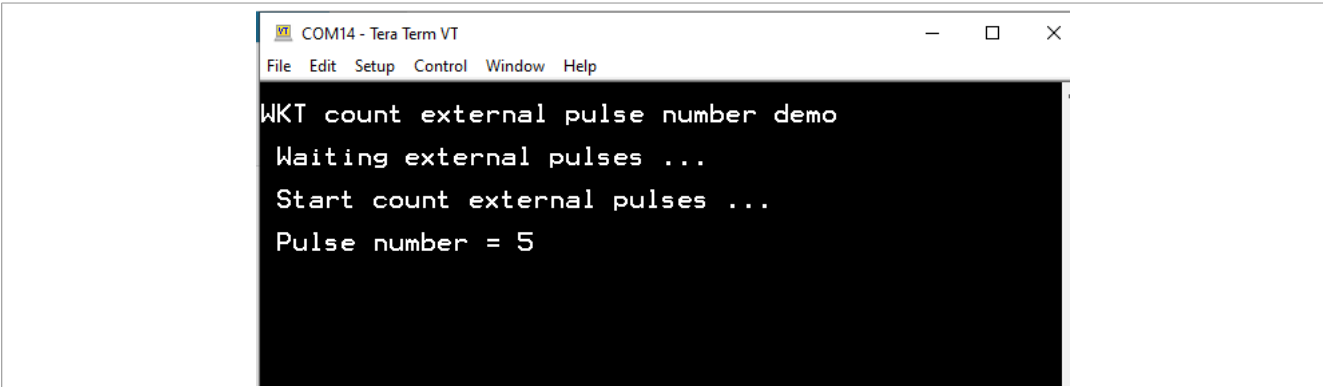 COM14 - Tera Term VT
File Edit Setup Control Window Help
WKT count external pulse number demo
Waiting external pulses ...
Start count external pulses ...
Pulse number = 5